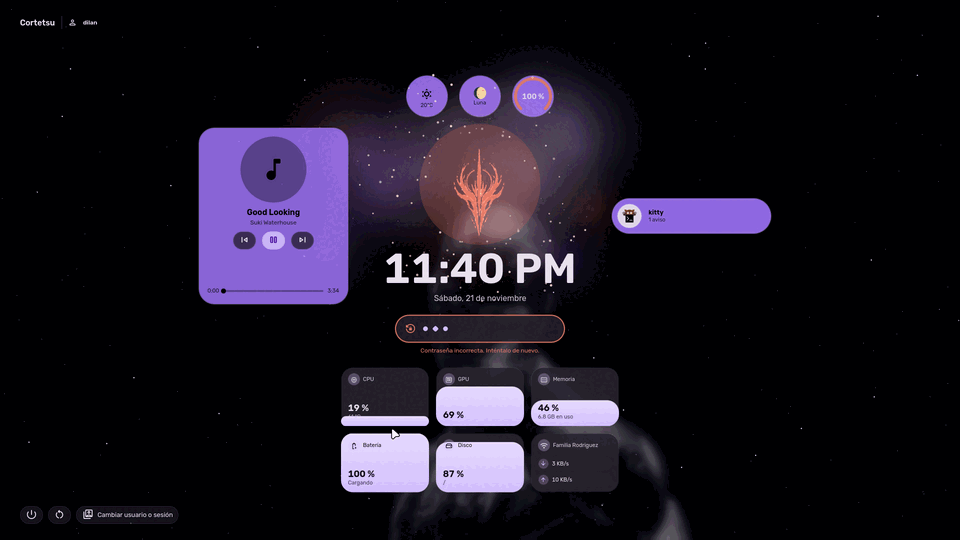 Cortetsu dilan
20°C
Luna
100 %
Good Looking
Suki Waterhouse
0:00 3:34
kitty
1 aviso
11:40 PM
Sábado, 21 de noviembre
Contraseña incorrecta. Inténtalo de nuevo.
CPU
19 %
GPU
69 %
Memoria
46 %
6.8 GB en uso
Batería
100 %
Cargando
Disco
87 %
/
Familia Rodriguez
3 KB/s
10 KB/s
Cambiar usuario o sesión